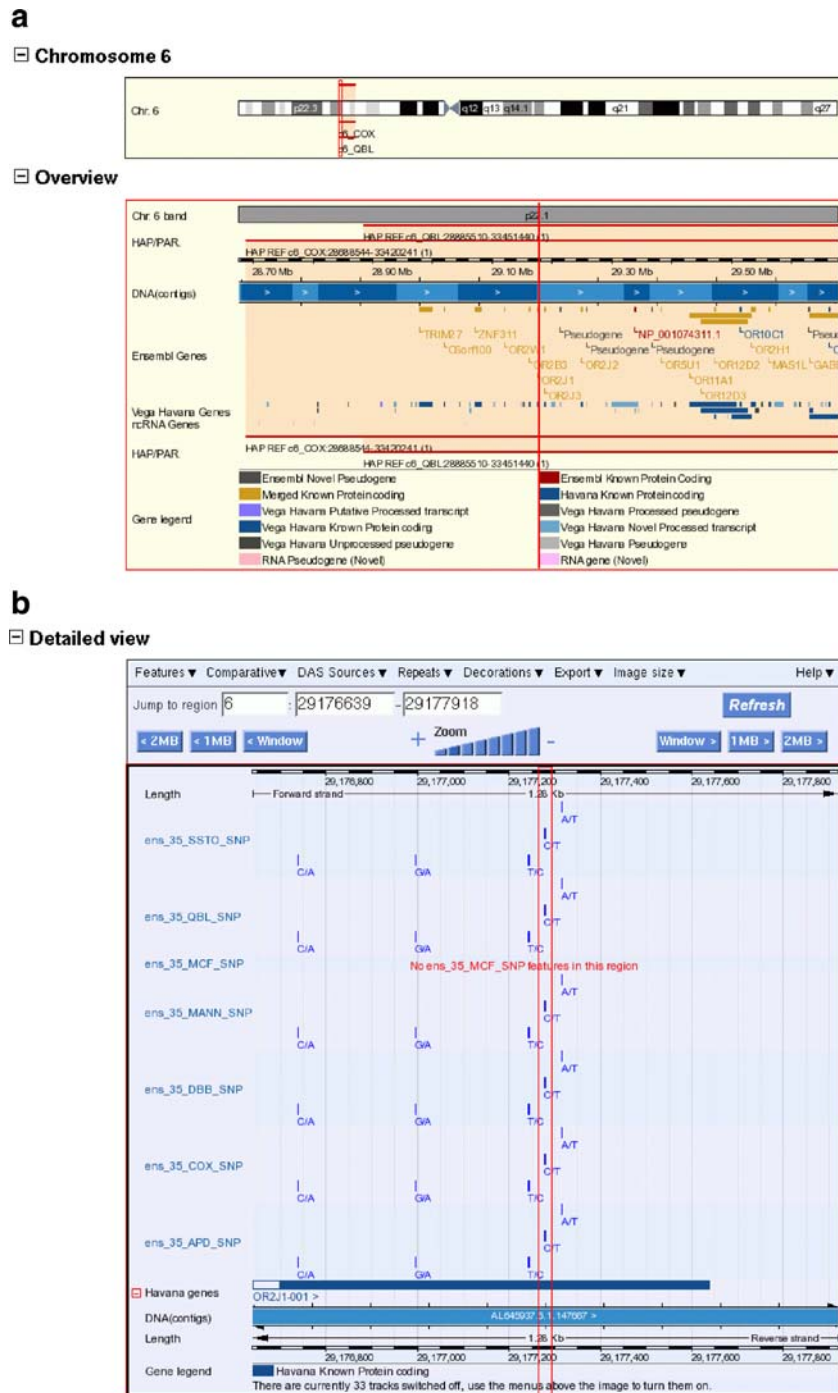 a
Chromosome 6
Chr. 6
p22.3
q12
q13
q14.1
q21
q27
6_COX
6_QBL
Overview
Chr. 6 band
p22.1
HAP/PAR.
HAP REF c6_QBL:28885510-33451440 (1)
HAP REF c6_COX:28688544-33420241 (1)
28.70 Mb 28.90 Mb 29.10 Mb 29.30 Mb 29.50 Mb
DNA(contigs)
Ensembl Genes
TRIM27 ZNF311 Pseudogene NP_001074311.1 OR10C1
C6orf100 OR2W1 Pseudogene Pseudogene OR2H1
OR2B3 OR2J2 OR5U1 OR12D2 MAS1L
OR2J1 OR11A1
OR2J3 OR12D3
Vega Havana Genes
ncRNA Genes
HAP/PAR.
HAP REF c6_COX:28688544-33420241 (1)
HAP REF c6_QBL:28885510-33451440 (1)
Gene legend
Ensembl Novel Pseudogene Ensembl Known Protein Coding
Merged Known Protein coding Havana Known Protein coding
Vega Havana Putative Processed transcript Vega Havana Processed pseudogene
Vega Havana Known Protein coding Vega Havana Novel Processed transcript
Vega Havana Unprocessed pseudogene Vega Havana Pseudogene
RNA Pseudogene (Novel) RNA gene (Novel)
b
Detailed view
Features ▼ Comparative▼ DAS Sources ▼ Repeats ▼ Decorations ▼ Export ▼ Image size ▼ Help ▼
Jump to region 6 : 29176639 - 29177918 Refresh
< 2MB < 1MB < Window + Zoom - Window > 1MB > 2MB >
29,176,800 29,177,000 29,177,200 29,177,400 29,177,600 29,177,800
Length Forward strand 1.28 Kb
A/T
ens_35_SSTO_SNP C/T
C/A G/A T/C
A/T
ens_35_QBL_SNP C/T
C/A G/A T/C
ens_35_MCF_SNP No ens_35_MCF_SNP features in this region
A/T
ens_35_MANN_SNP C/T
C/A G/A T/C
A/T
ens_35_DBB_SNP C/T
C/A G/A T/C
A/T
ens_35_COX_SNP C/T
C/A G/A T/C
A/T
ens_35_APD_SNP C/T
C/A G/A T/C
Havana genes
OR2J1-001 >
DNA(contigs) AL645937.6.1.147667 >
Length 1.28 Kb Reverse strand
29,176,800 29,177,000 29,177,200 29,177,400 29,177,600 29,177,800
Gene legend Havana Known Protein coding
There are currently 33 tracks switched off, use the menus above the image to turn them on.